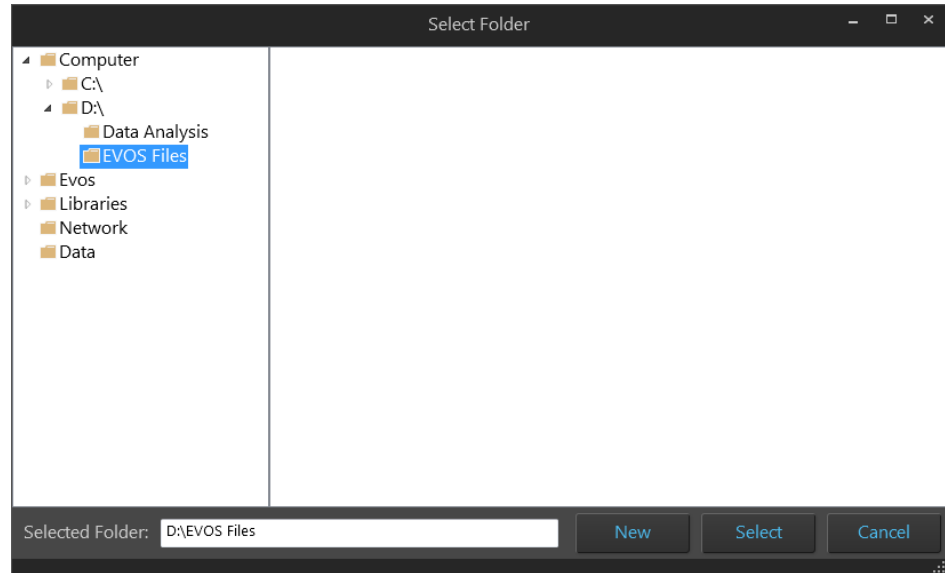 Select Folder
Computer
C:\
D:\
Data Analysis
EVOS Files
Evos
Libraries
Network
Data
Selected Folder: D:\EVOS Files New Select Cancel